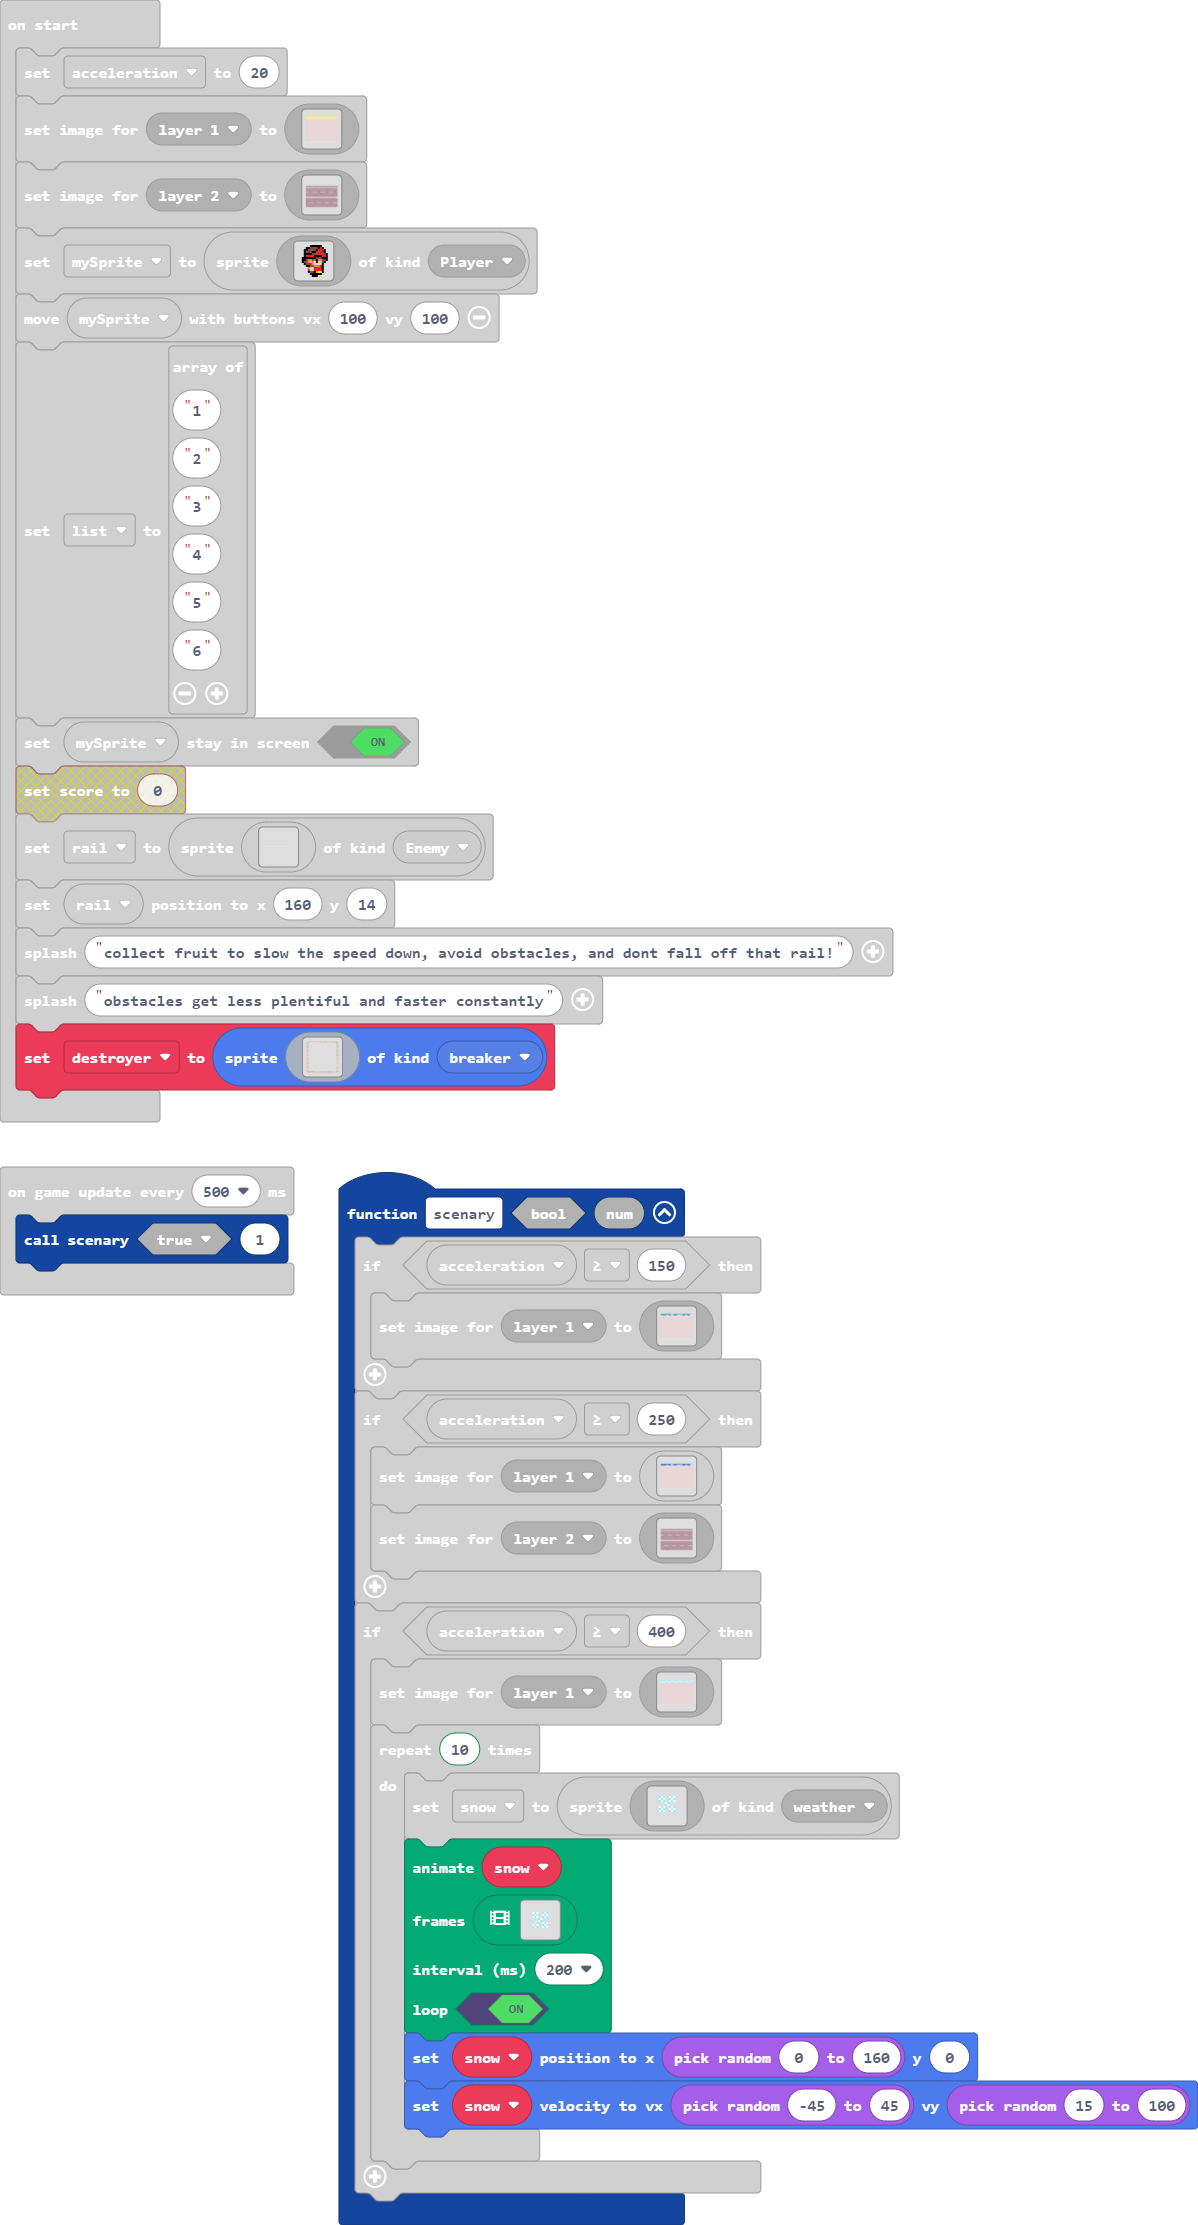 on start
set acceleration to 20
set image for layer 1 to
set image for layer 2 to
set mySprite to sprite of kind Player
move mySprite with buttons vx 100 vy 100
array of
"1"
"2"
"3"
"4"
"5"
"6"
set list to
set mySprite stay in screen ON
set score to 0
set rail to sprite of kind Enemy
set rail position to x 160 y 14
splash "collect fruit to slow the speed down, avoid obstacles, and dont fall off that rail!"
splash "obstacles get less plentiful and faster constantly"
set destroyer to sprite of kind breaker
on game update every 500 ms
call scenary true 1
function scenary bool num
if acceleration ≥ 150 then
set image for layer 1 to
if acceleration ≥ 250 then
set image for layer 1 to
set image for layer 2 to
if acceleration ≥ 400 then
set image for layer 1 to
repeat 10 times
do
set snow to sprite of kind weather
animate snow
frames
interval (ms) 200
loop ON
set snow position to x pick random 0 to 160 y 0
set snow velocity to vx pick random -45 to 45 vy pick random 15 to 100